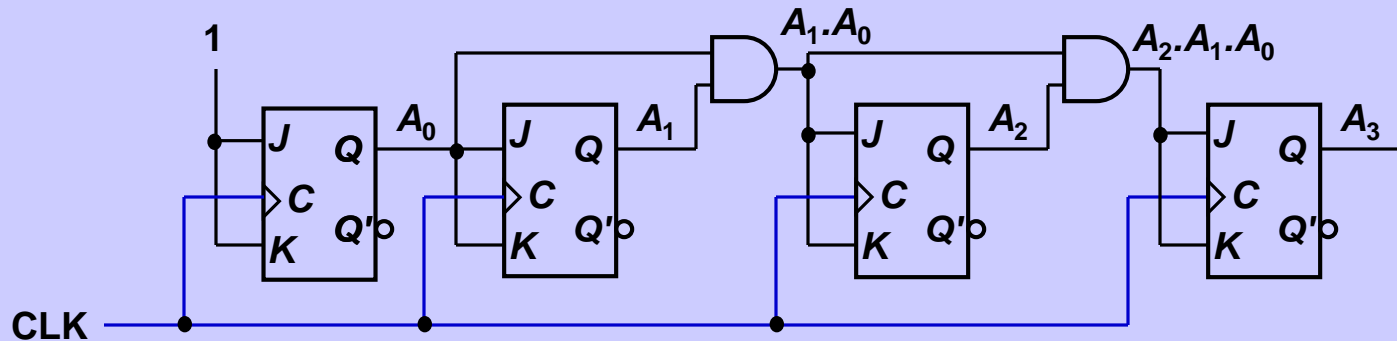 1
A₁.A₀
A₂.A₁.A₀
A₀
A₁
A₂
A₃
J Q
C
Q'
K
J Q
C
Q'
K
J Q
C
Q'
K
J Q
C
Q'
K
CLK